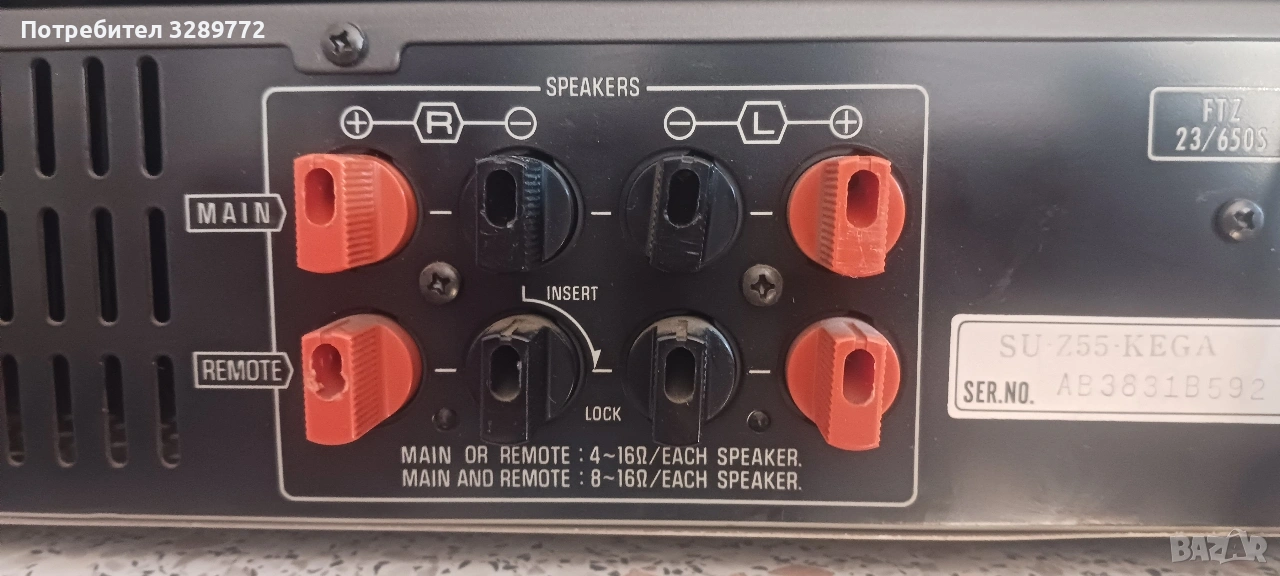 Потребител 3289772
SPEAKERS
+ R − − L +
FTZ
23/650S
MAIN
INSERT
SU-Z55-KEGA
REMOTE
SER.NO. AB3831B592
LOCK
MAIN OR REMOTE : 4~16Ω/EACH SPEAKER.
MAIN AND REMOTE : 8~16Ω/EACH SPEAKER.
BAZAR